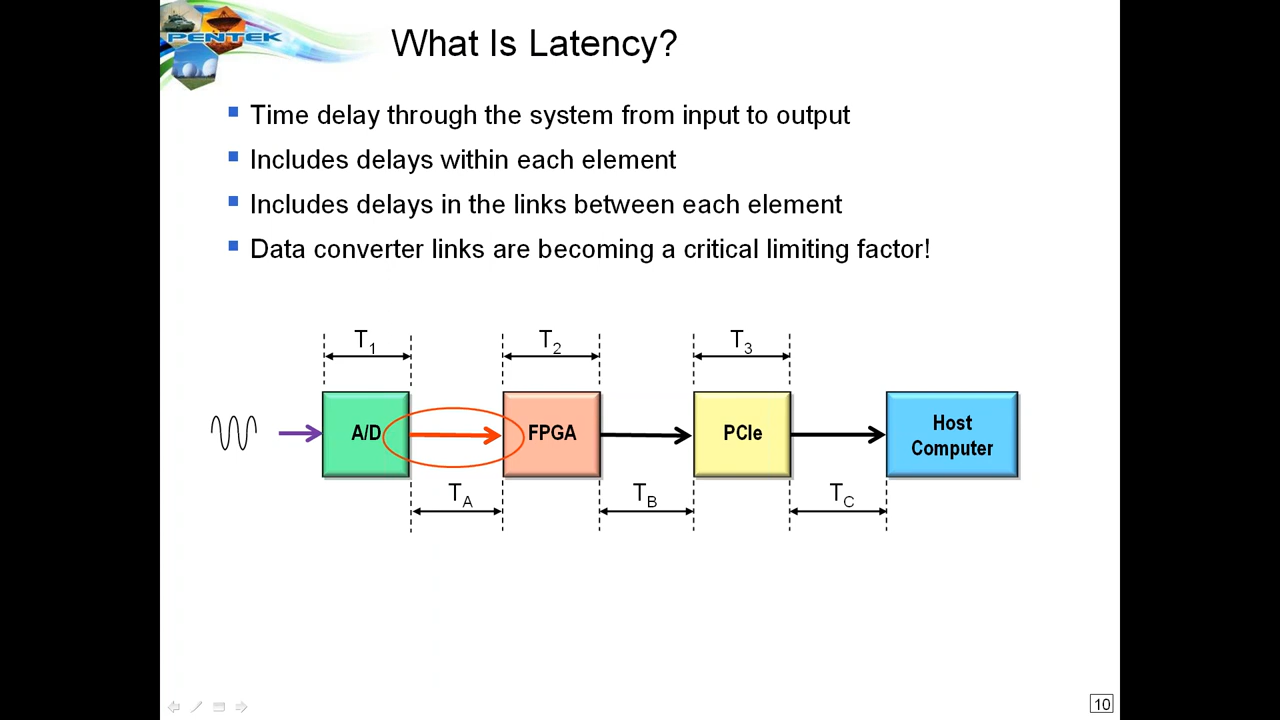 PENTEK
What Is Latency?
Time delay through the system from input to output
Includes delays within each element
Includes delays in the links between each element
Data converter links are becoming a critical limiting factor!
T1 T2 T3
A/D FPGA PCIe Host
Computer
TA TB TC
10